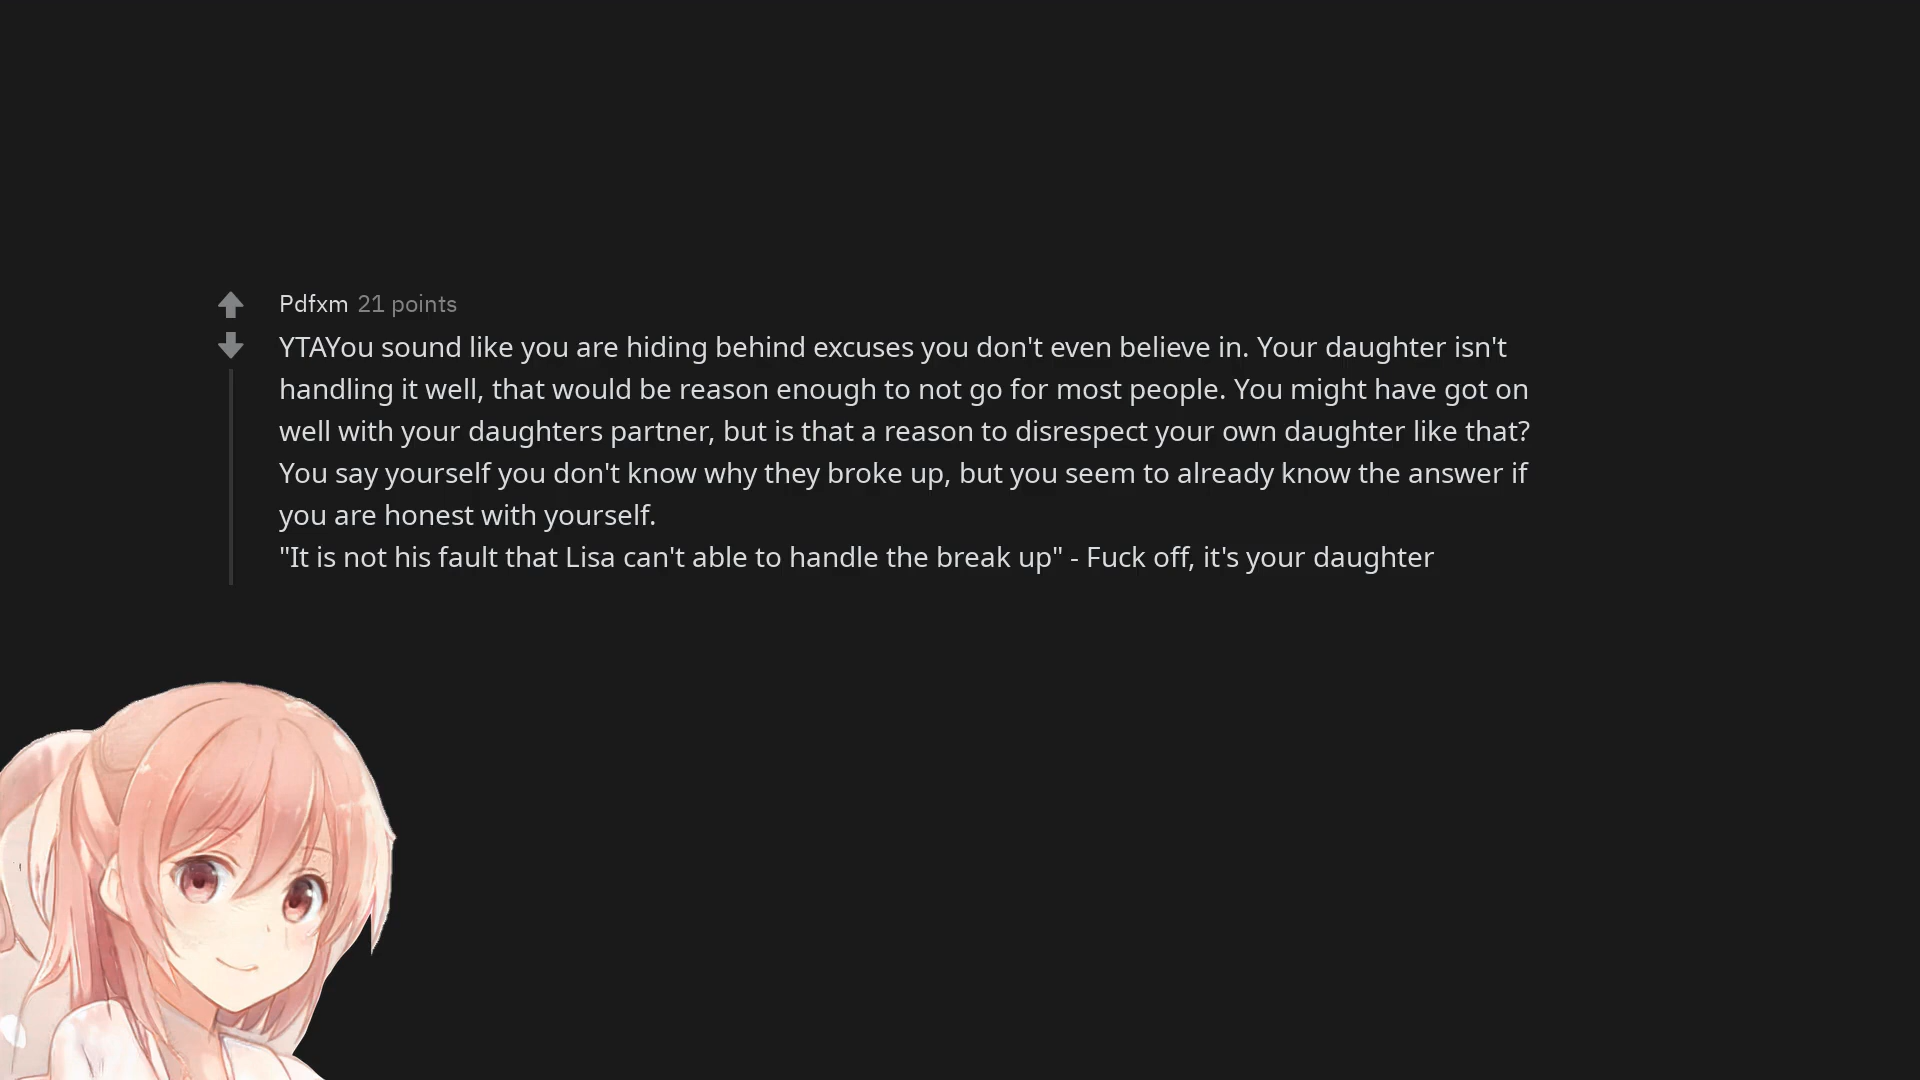 Pdfxm 21 points
YTAYou sound like you are hiding behind excuses you don't even believe in. Your daughter isn't
handling it well, that would be reason enough to not go for most people. You might have got on
well with your daughters partner, but is that a reason to disrespect your own daughter like that?
You say yourself you don't know why they broke up, but you seem to already know the answer if
you are honest with yourself.
"It is not his fault that Lisa can't able to handle the break up" - Fuck off, it's your daughter